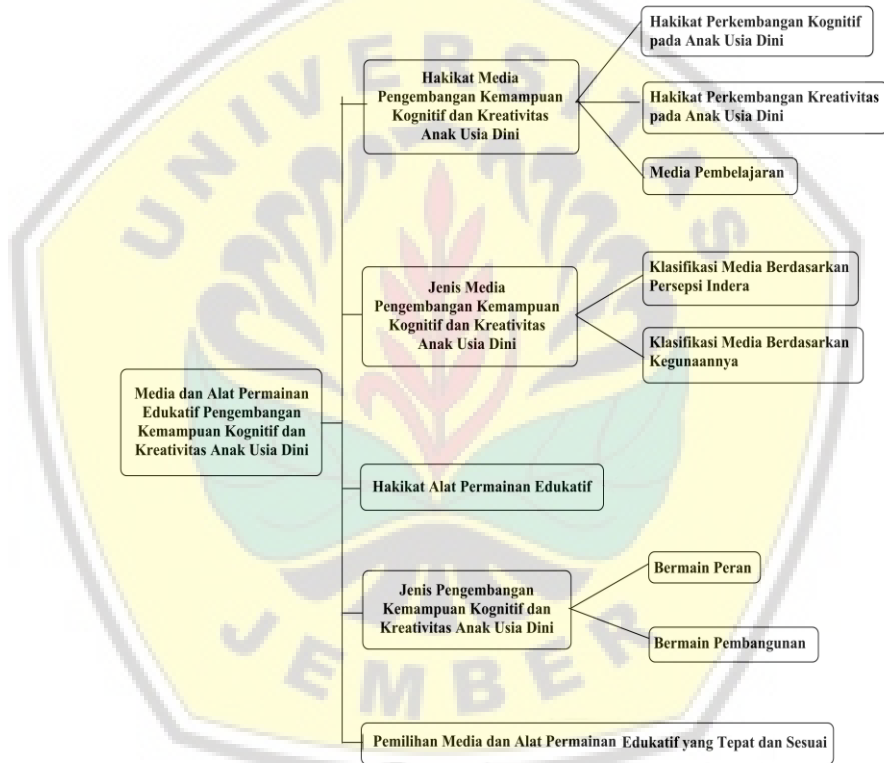 Media dan Alat Permainan
Edukatif Pengembangan
Kemampuan Kognitif dan
Kreativitas Anak Usia Dini
Hakikat Media
Pengembangan Kemampuan
Kognitif dan Kreativitas
Anak Usia Dini
Hakikat Perkembangan Kognitif
pada Anak Usia Dini
Hakikat Perkembangan Kreativitas
pada Anak Usia Dini
Media Pembelajaran
Jenis Media
Pengembangan Kemampuan
Kognitif dan Kreativitas
Anak Usia Dini
Klasifikasi Media Berdasarkan
Persepsi Indera
Klasifikasi Media Berdasarkan
Kegunaannya
Hakikat Alat Permainan Edukatif
Jenis Pengembangan
Kemampuan Kognitif dan
Kreativitas Anak Usia Dini
Bermain Peran
Bermain Pembangunan
Pemilihan Media dan Alat Permainan Edukatif yang Tepat dan Sesuai
UNIVERSITAS
JEMBER